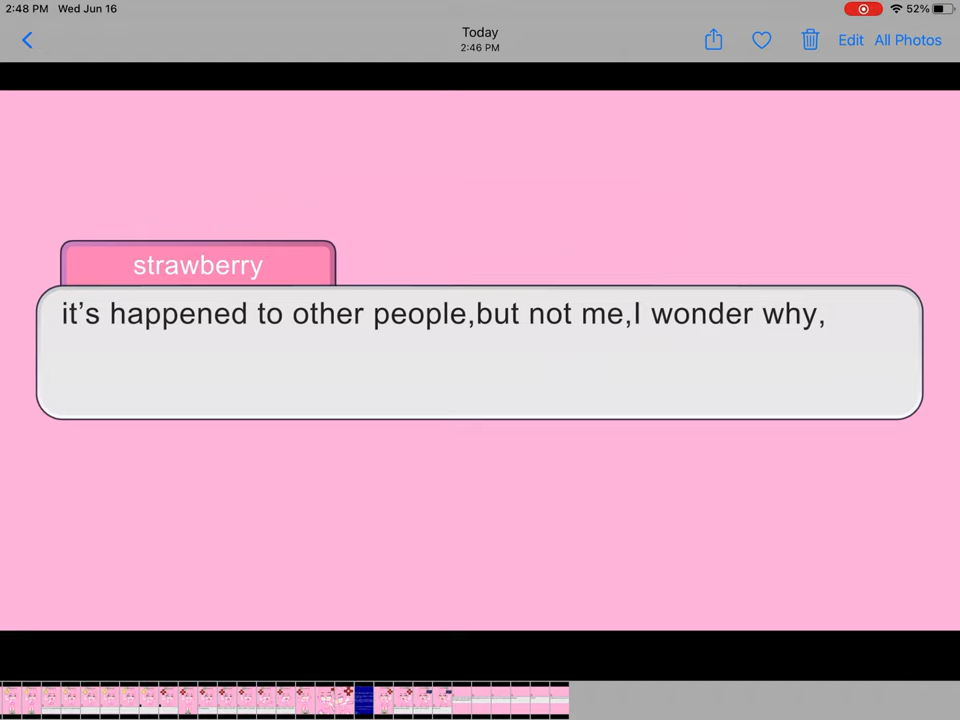 2:48 PM Wed Jun 16
52%
Today
2:46 PM
Edit All Photos
strawberry
it’s happened to other people,but not me,I wonder why,